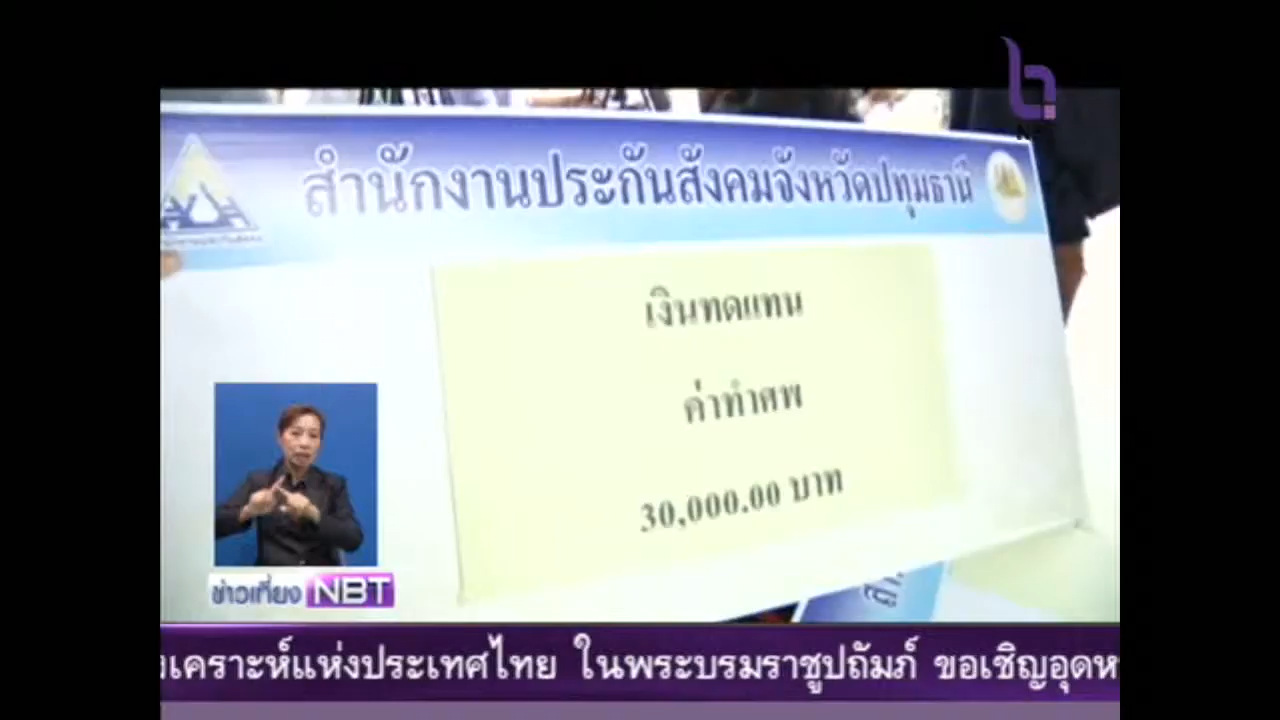 สำนักงานประกันสังคมจังหวัดปทุมธานี
เงินทดแทน
ค่าทำศพ
30,000.00 บาท
ข่าวเที่ยง NBT
เคราะห์แห่งประเทศไทย ในพระบรมราชูปถัมภ์ ขอเชิญอุดห